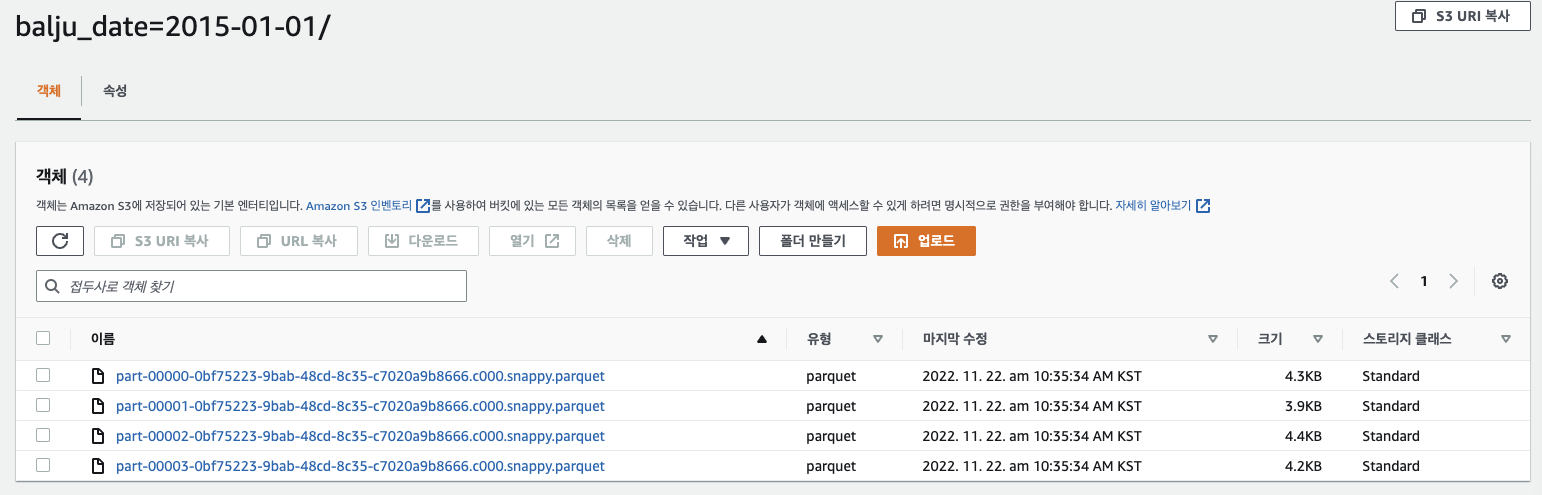 balju_date=2015-01-01/
S3 URI 복사
객체 속성
객체 (4)
객체는 Amazon S3에 저장되어 있는 기본 엔터티입니다. Amazon S3 인벤토리 를 사용하여 버킷에 있는 모든 객체의 목록을 얻을 수 있습니다. 다른 사용자가 객체에 액세스할 수 있게 하려면 명시적으로 권한을 부여해야 합니다. 자세히 알아보기
S3 URI 복사 URL 복사 다운로드 열기 삭제 작업 폴더 만들기 업로드
접두사로 객체 찾기
1
이름 유형 마지막 수정 크기 스토리지 클래스
part-00000-0bf75223-9bab-48cd-8c35-c7020a9b8666.c000.snappy.parquet parquet 2022. 11. 22. am 10:35:34 AM KST 4.3KB Standard
part-00001-0bf75223-9bab-48cd-8c35-c7020a9b8666.c000.snappy.parquet parquet 2022. 11. 22. am 10:35:34 AM KST 3.9KB Standard
part-00002-0bf75223-9bab-48cd-8c35-c7020a9b8666.c000.snappy.parquet parquet 2022. 11. 22. am 10:35:34 AM KST 4.4KB Standard
part-00003-0bf75223-9bab-48cd-8c35-c7020a9b8666.c000.snappy.parquet parquet 2022. 11. 22. am 10:35:34 AM KST 4.2KB Standard